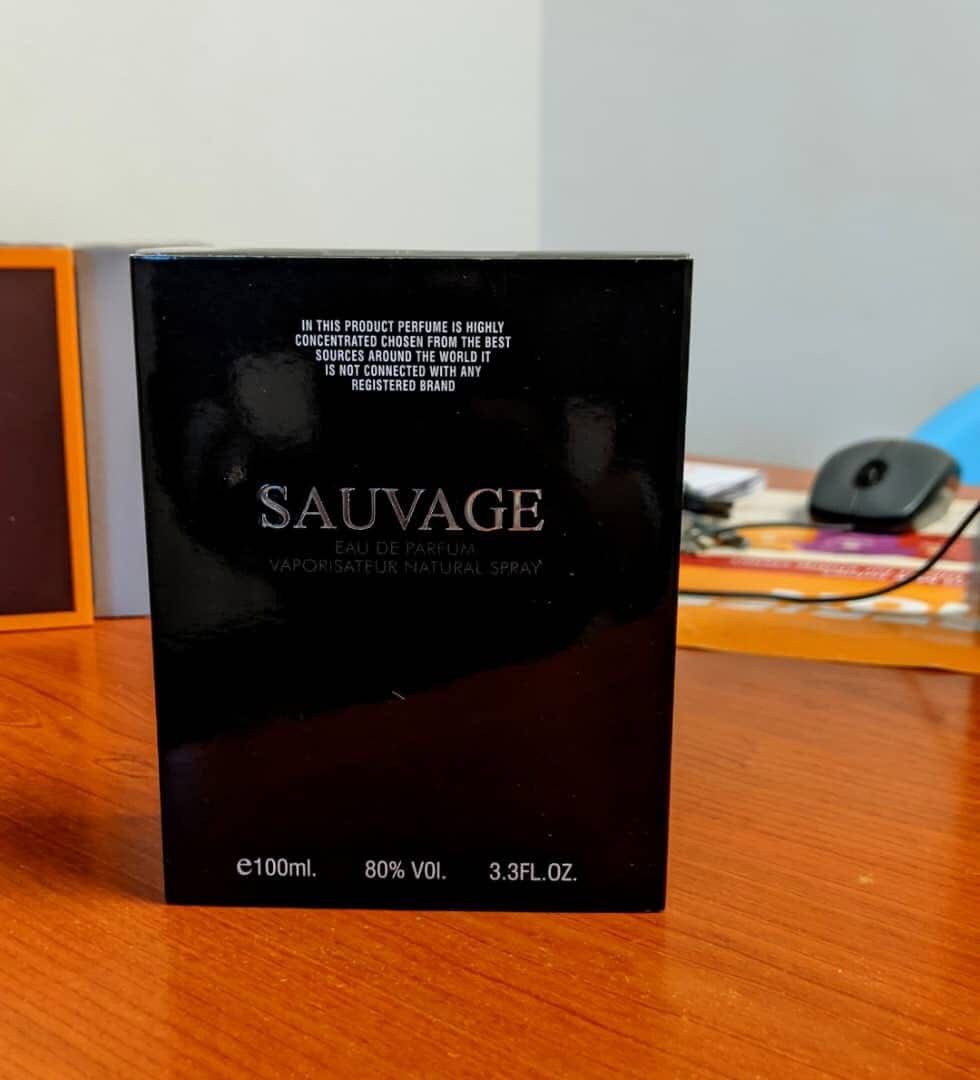 IN THIS PRODUCT PERFUME IS HIGHLY
CONCENTRATED CHOSEN FROM THE BEST
SOURCES AROUND THE WORLD IT
IS NOT CONNECTED WITH ANY
REGISTERED BRAND
SAUVAGE
EAU DE PARFUM
VAPORISATEUR NATURAL SPRAY
e100ml. 80% VOl. 3.3FL.OZ.